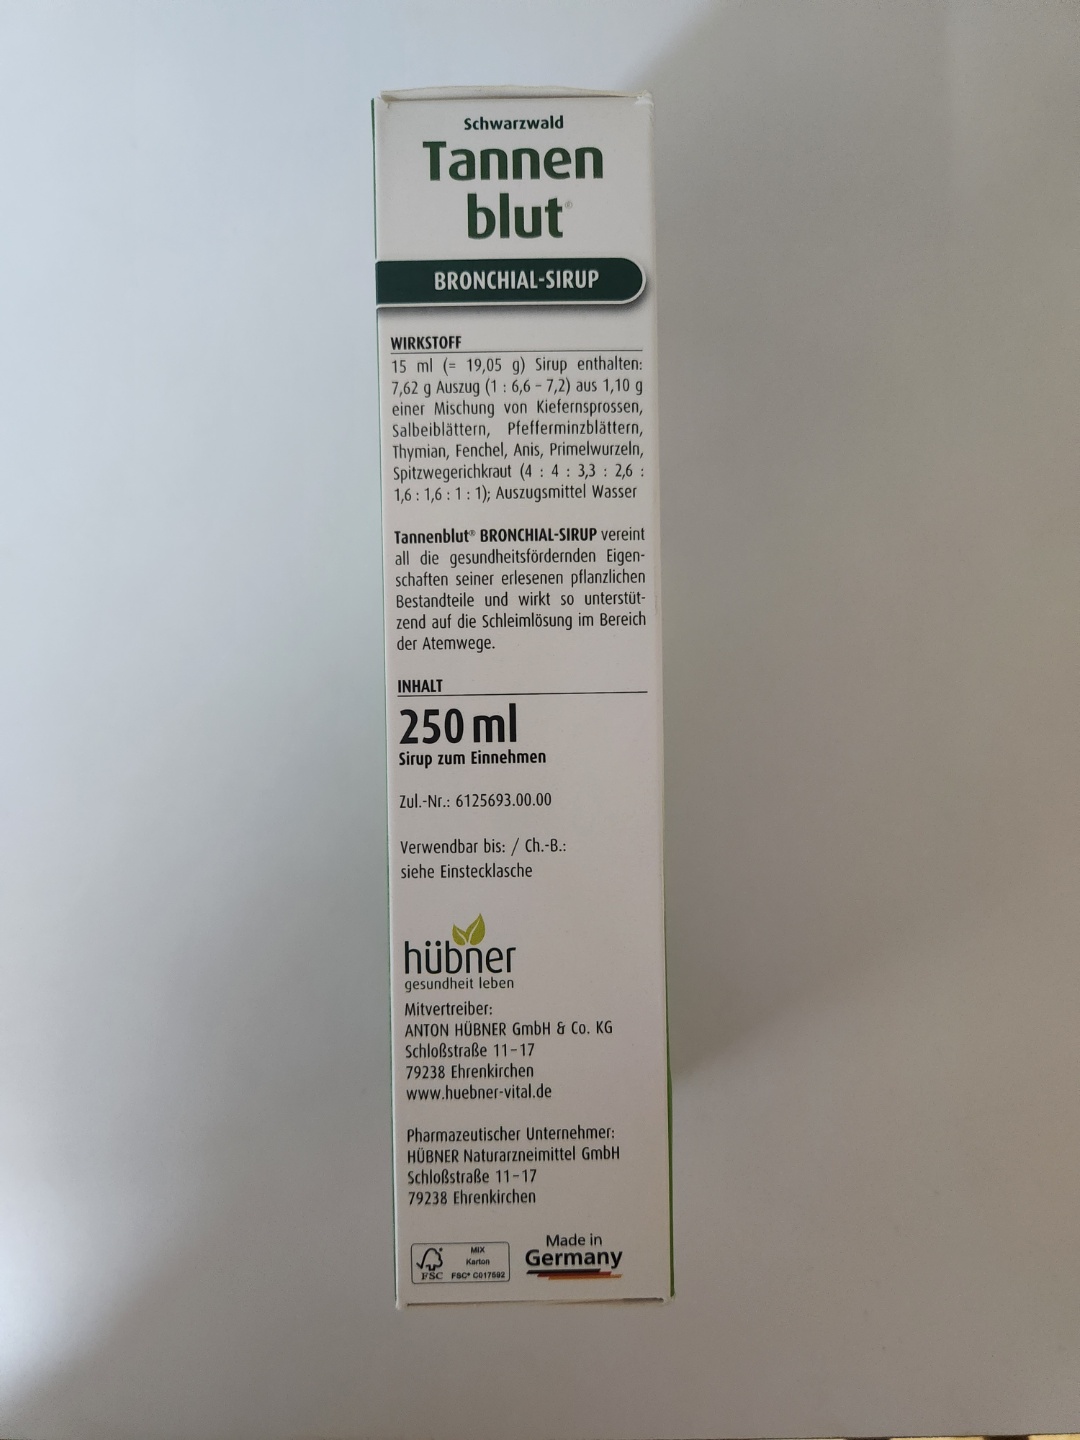 Schwarzwald
Tannen
blut®
BRONCHIAL-SIRUP
WIRKSTOFF
15 ml (= 19,05 g) Sirup enthalten:
7,62 g Auszug (1 : 6,6 – 7,2) aus 1,10 g
einer Mischung von Kiefernsprossen,
Salbeiblättern, Pfefferminzblättern,
Thymian, Fenchel, Anis, Primelwurzeln,
Spitzwegerichkraut (4 : 4 : 3,3 : 2,6 :
1,6 : 1,6 : 1 : 1); Auszugsmittel Wasser
Tannenblut® BRONCHIAL-SIRUP vereint
all die gesundheitsfördernden Eigen-
schaften seiner erlesenen pflanzlichen
Bestandteile und wirkt so unterstüt-
zend auf die Schleimlösung im Bereich
der Atemwege.
INHALT
250 ml
Sirup zum Einnehmen
Zul.-Nr.: 6125693.00.00
Verwendbar bis: / Ch.-B.:
siehe Einstecklasche
hübner
gesundheit leben
Mitvertreiber:
ANTON HÜBNER GmbH & Co. KG
Schloßstraße 11–17
79238 Ehrenkirchen
www.huebner-vital.de
Pharmazeutischer Unternehmer:
HÜBNER Naturarzneimittel GmbH
Schloßstraße 11–17
79238 Ehrenkirchen
MIX
Karton
FSC FSC® C017592
Made in
Germany